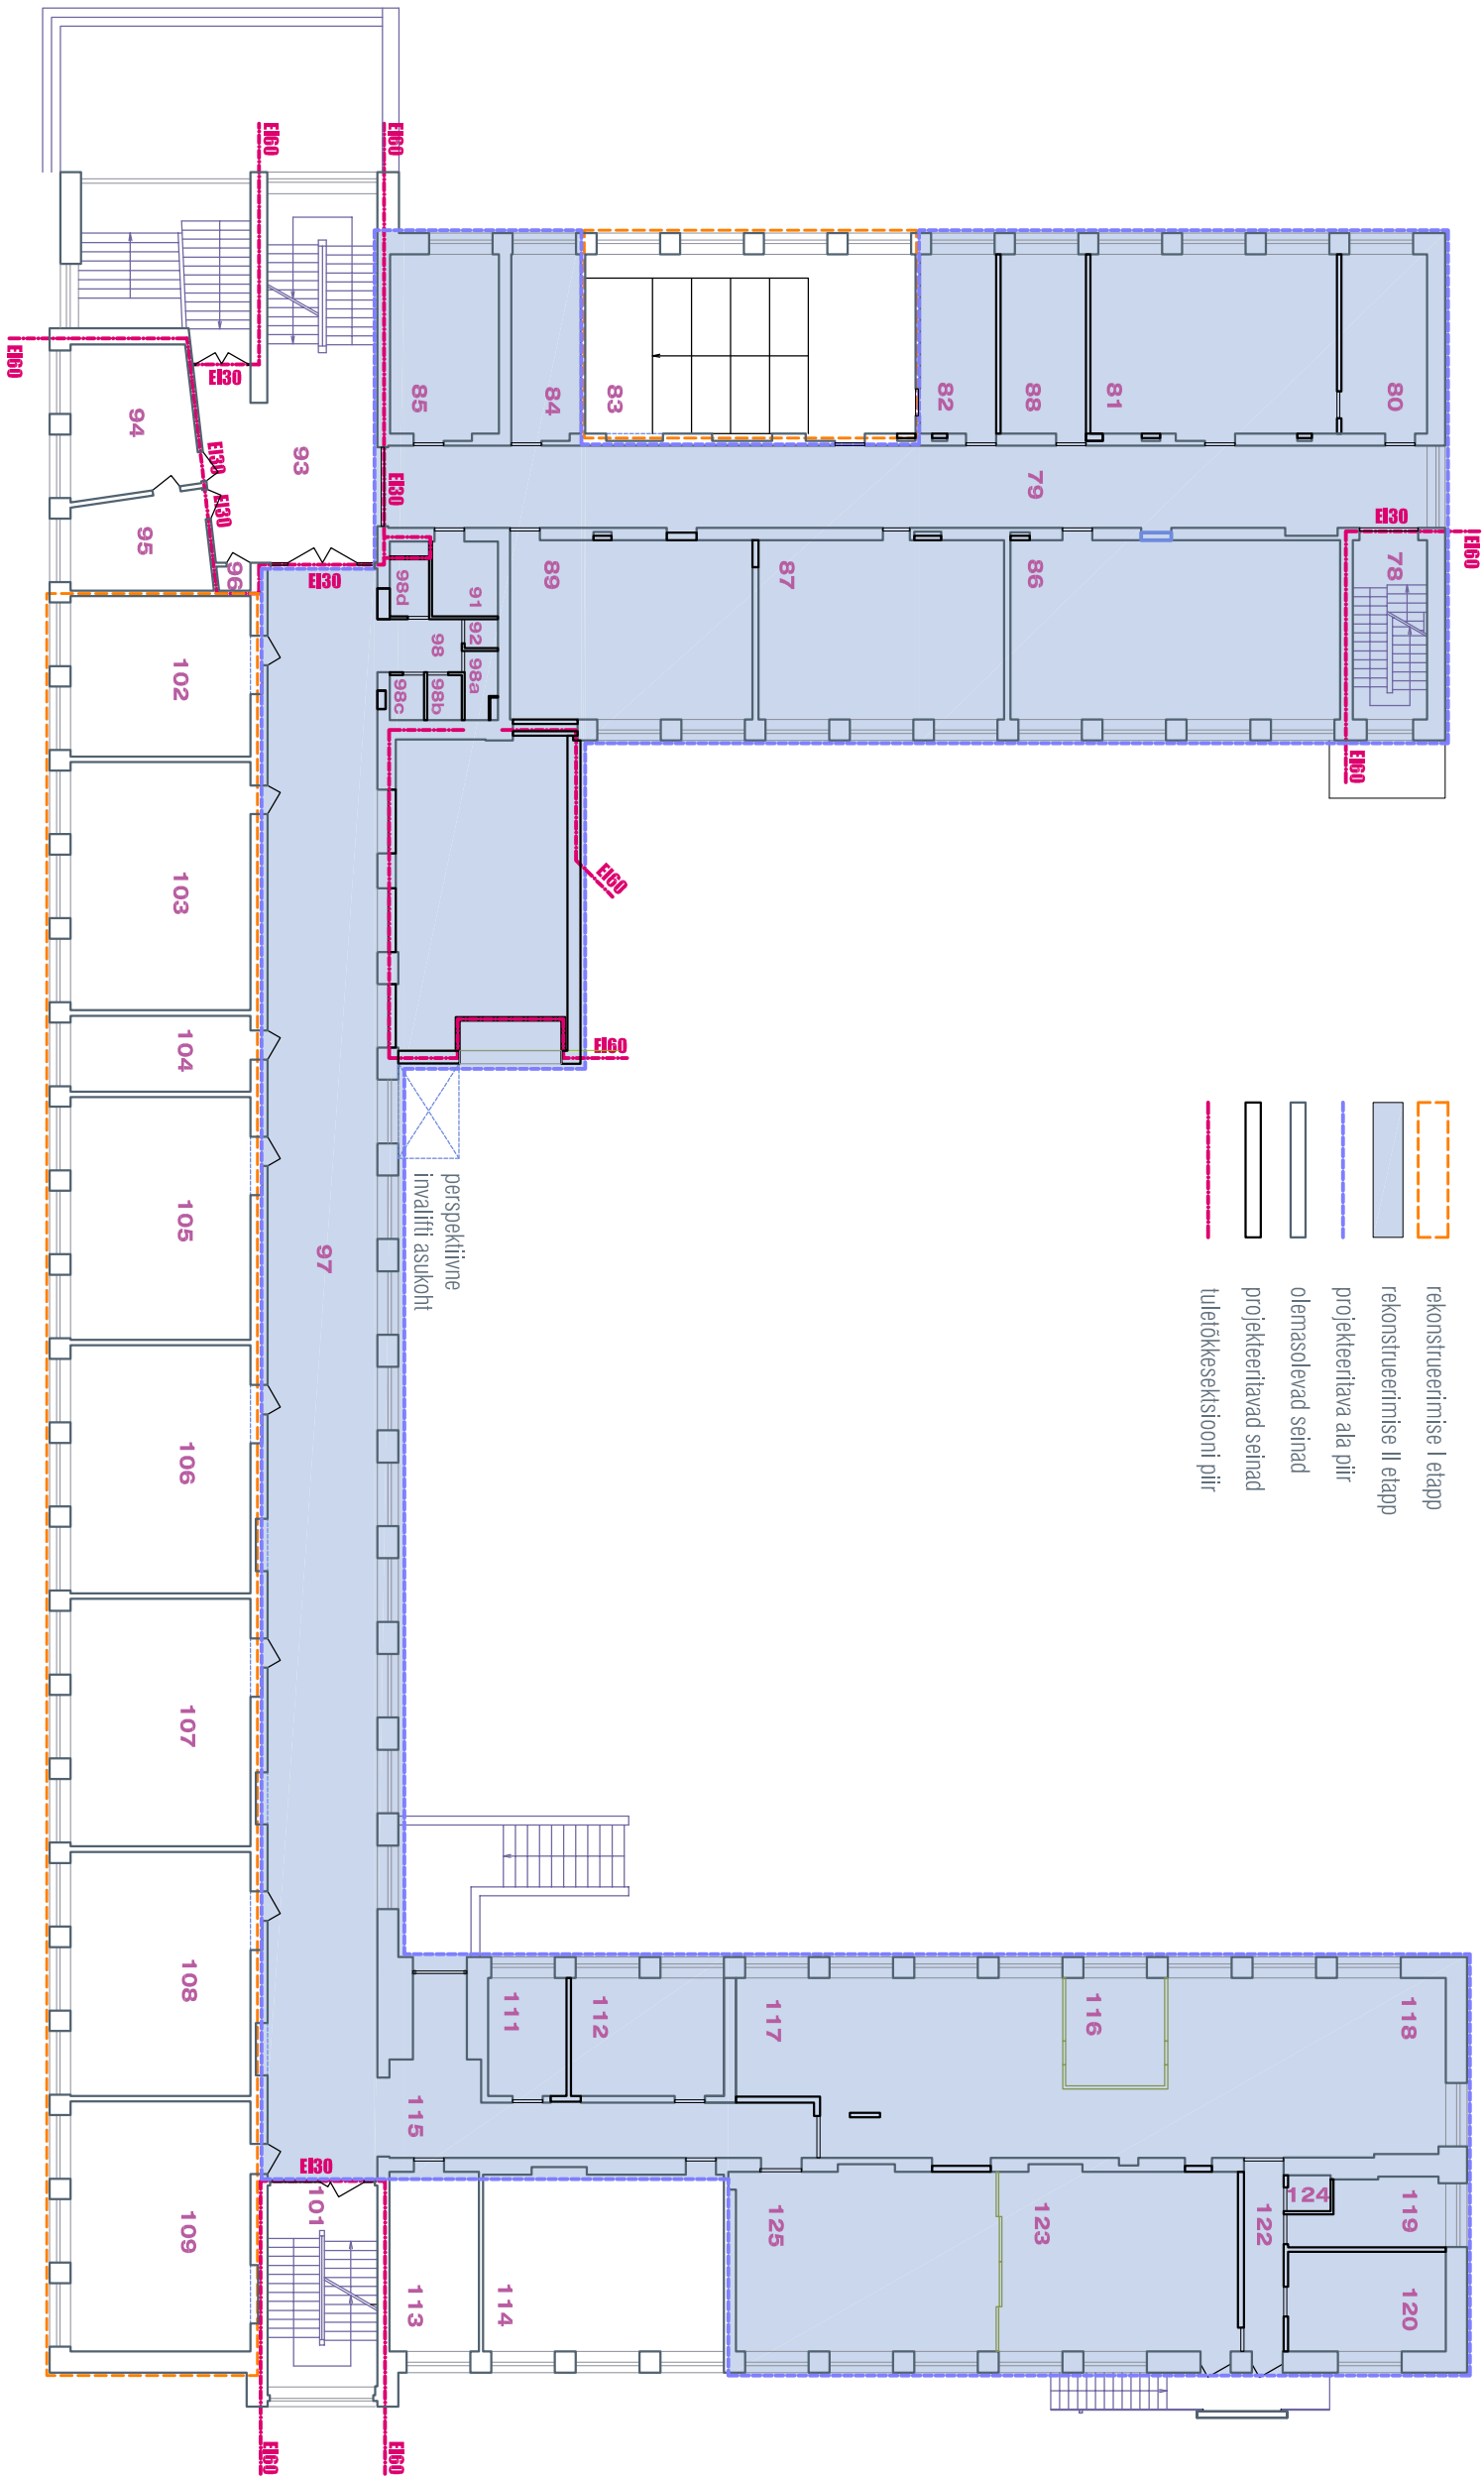 EI60
EI60
EI60
EI30
EI30
EI30
EI30
EI30
EI30
EI60
EI60
85
84
83
82
88
81
80
94
93
79
95
96
89
87
86
78
91
92
98d
98
98a
98b
98c
102
103
104
105
106
107
108
109
97
EI60
EI60
perspektiivne
invalifti asukoht
rekonstrueerimise I etapp
rekonstrueerimise II etapp
projekteeritava ala piir
olemasolevad seinad
projekteeritavad seinad
tuletõkkesektsiooni piir
111
112
117
116
118
115
EI30
101
113
114
125
123
122
124
119
120
EI60
EI60